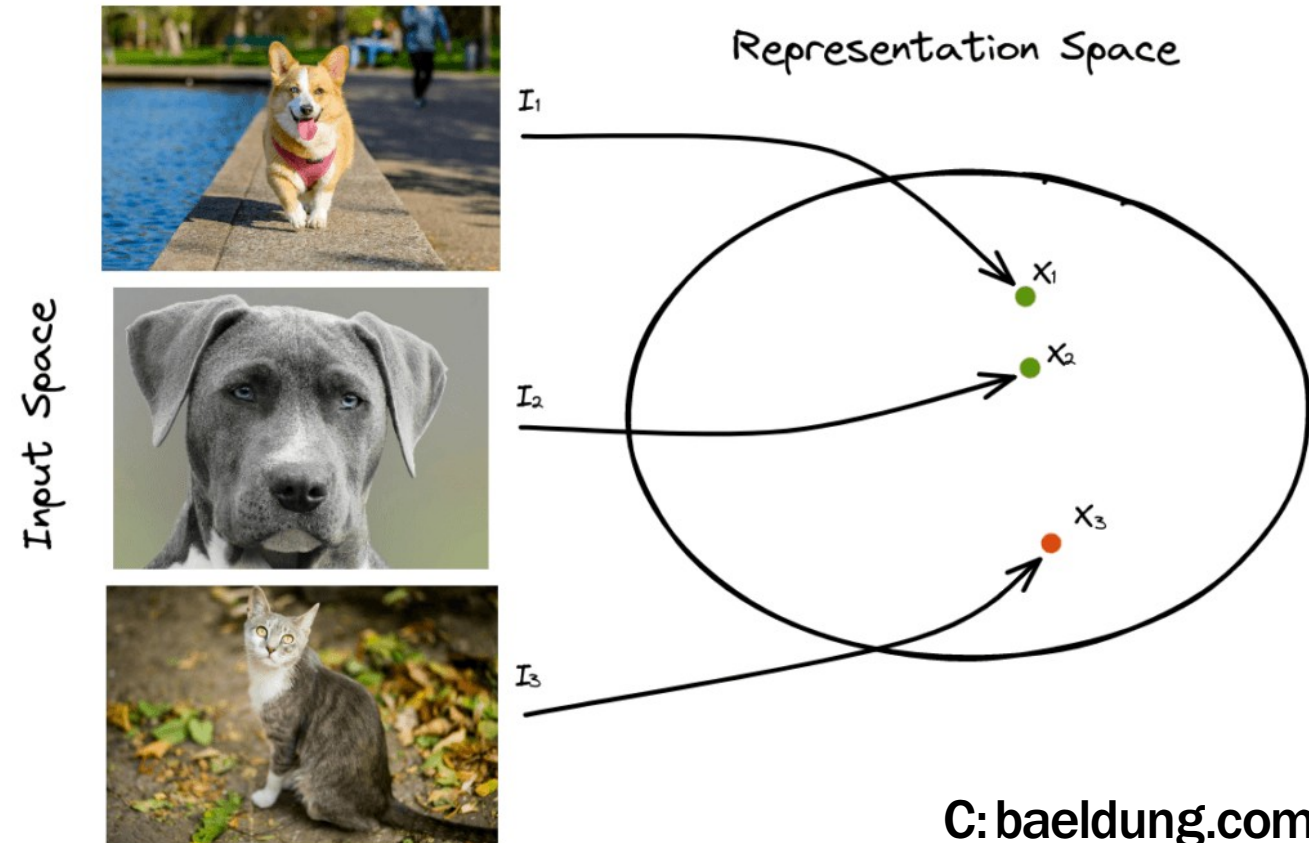 Representation Space
Input Space
I₁
X₁
X₂
I₂
X₃
I₃
C: baeldung.com